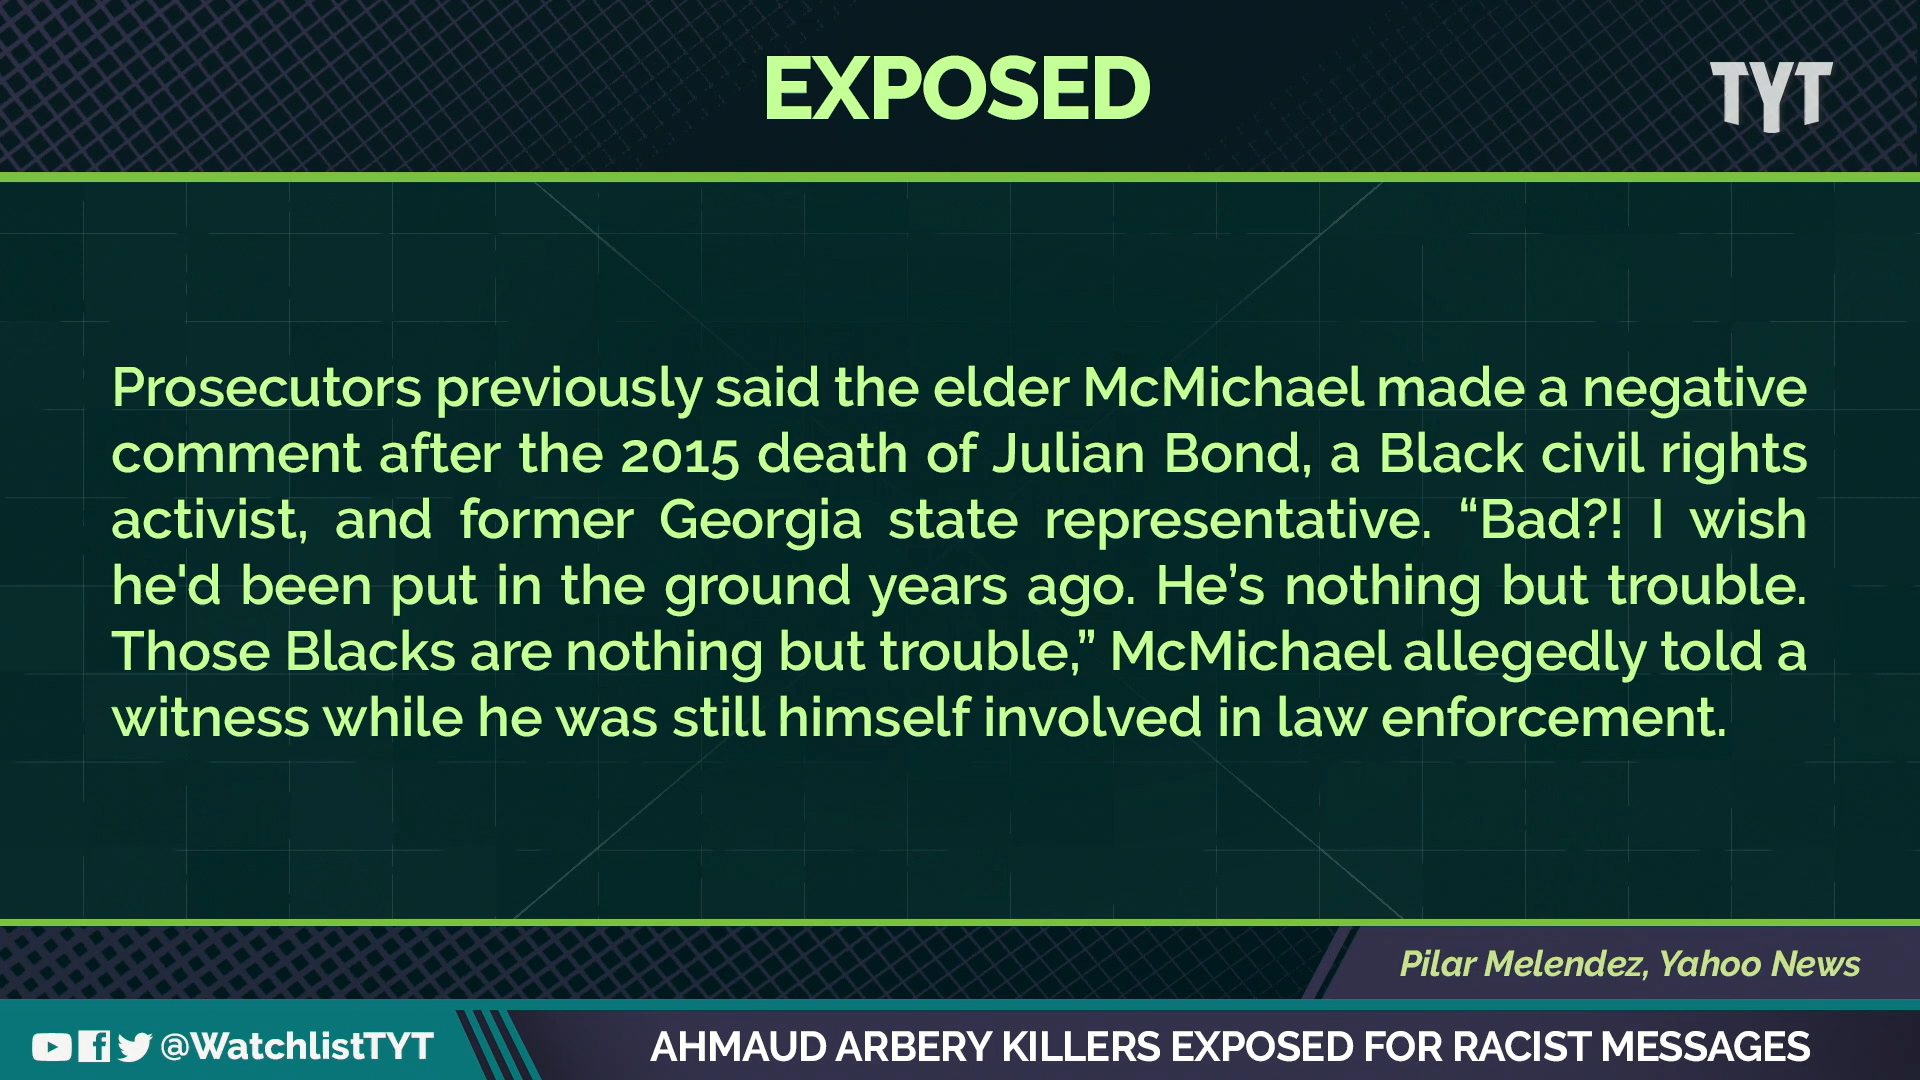 EXPOSED
TYT
Prosecutors previously said the elder McMichael made a negative
comment after the 2015 death of Julian Bond, a Black civil rights
activist, and former Georgia state representative. “Bad?! I wish
he'd been put in the ground years ago. He’s nothing but trouble.
Those Blacks are nothing but trouble,” McMichael allegedly told a
witness while he was still himself involved in law enforcement.
Pilar Melendez, Yahoo News
@WatchlistTYT
AHMAUD ARBERY KILLERS EXPOSED FOR RACIST MESSAGES